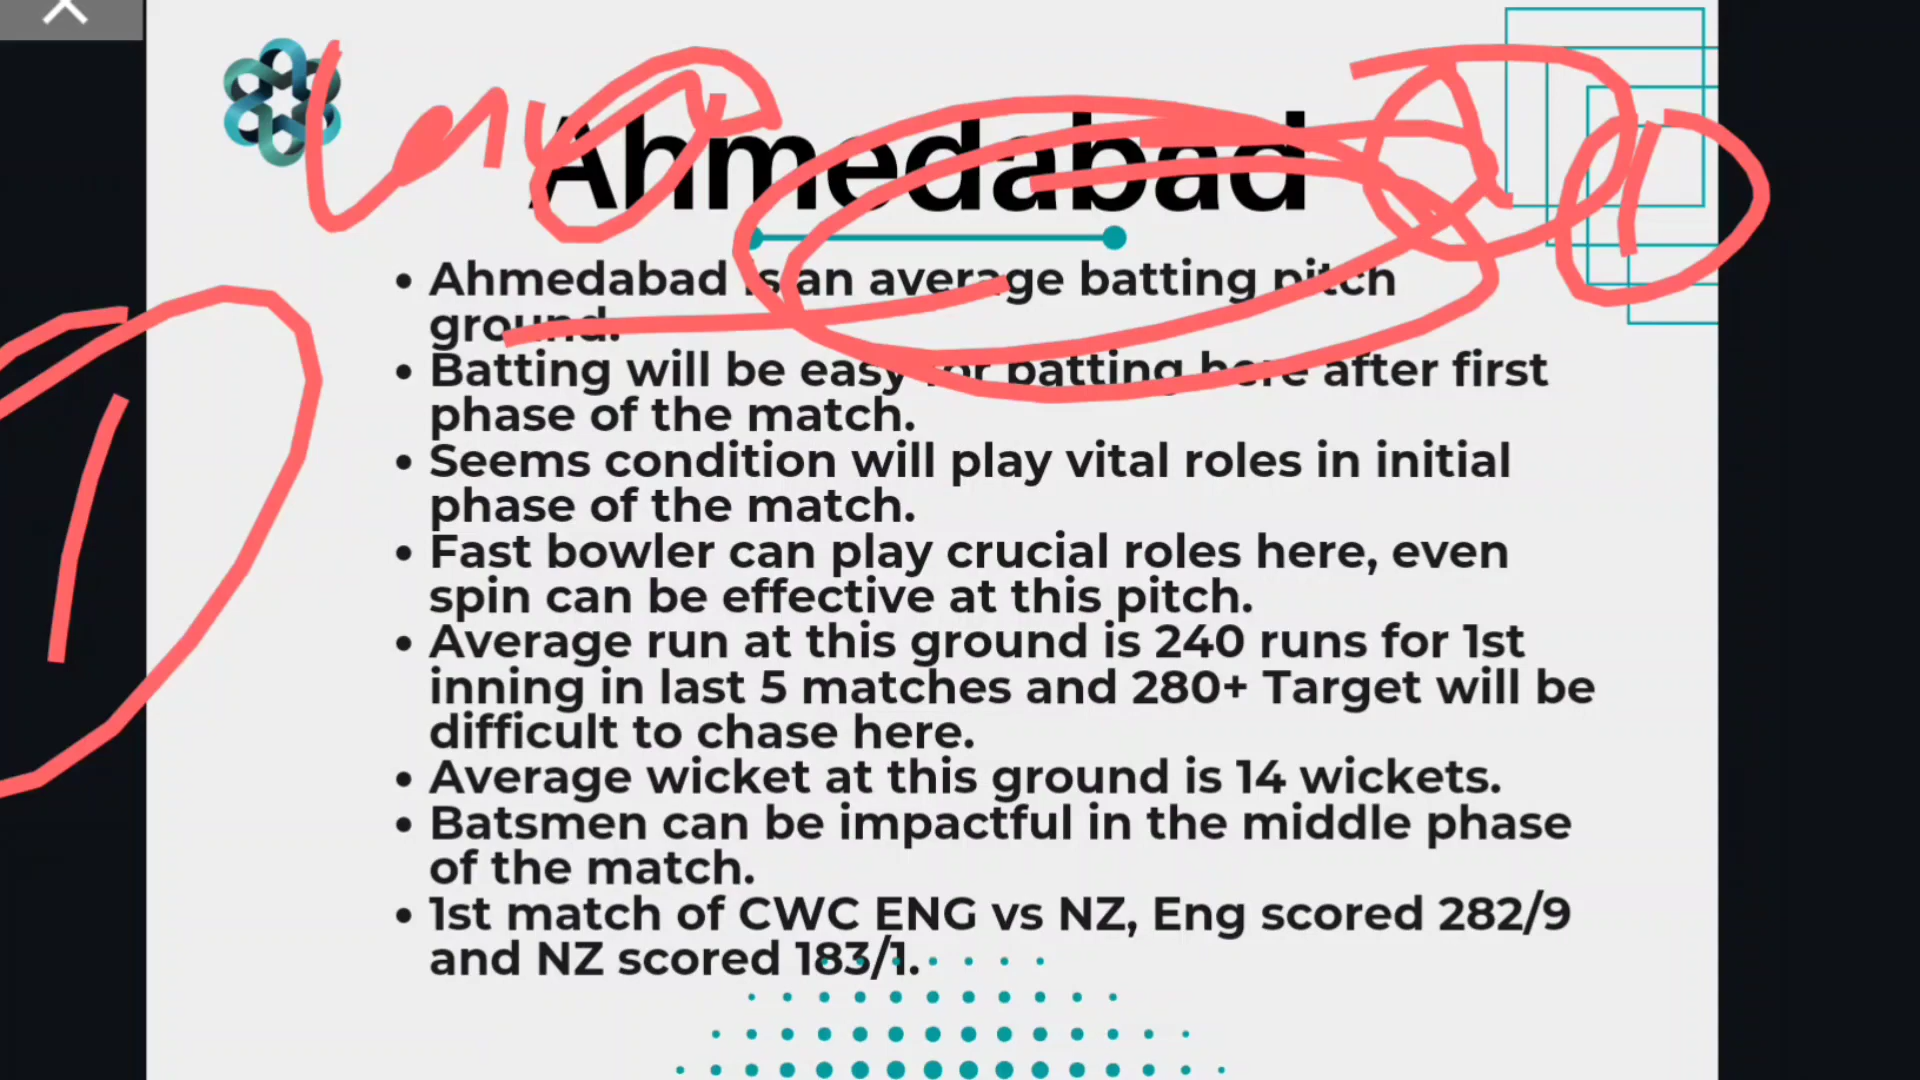 Ahmedabad
• Ahmedabad is an average batting pitch
ground.
• Batting will be easy for batting here after first
phase of the match.
• Seems condition will play vital roles in initial
phase of the match.
• Fast bowler can play crucial roles here, even
spin can be effective at this pitch.
• Average run at this ground is 240 runs for 1st
inning in last 5 matches and 280+ Target will be
difficult to chase here.
• Average wicket at this ground is 14 wickets.
• Batsmen can be impactful in the middle phase
of the match.
• 1st match of CWC ENG vs NZ, Eng scored 282/9
and NZ scored 183/1.